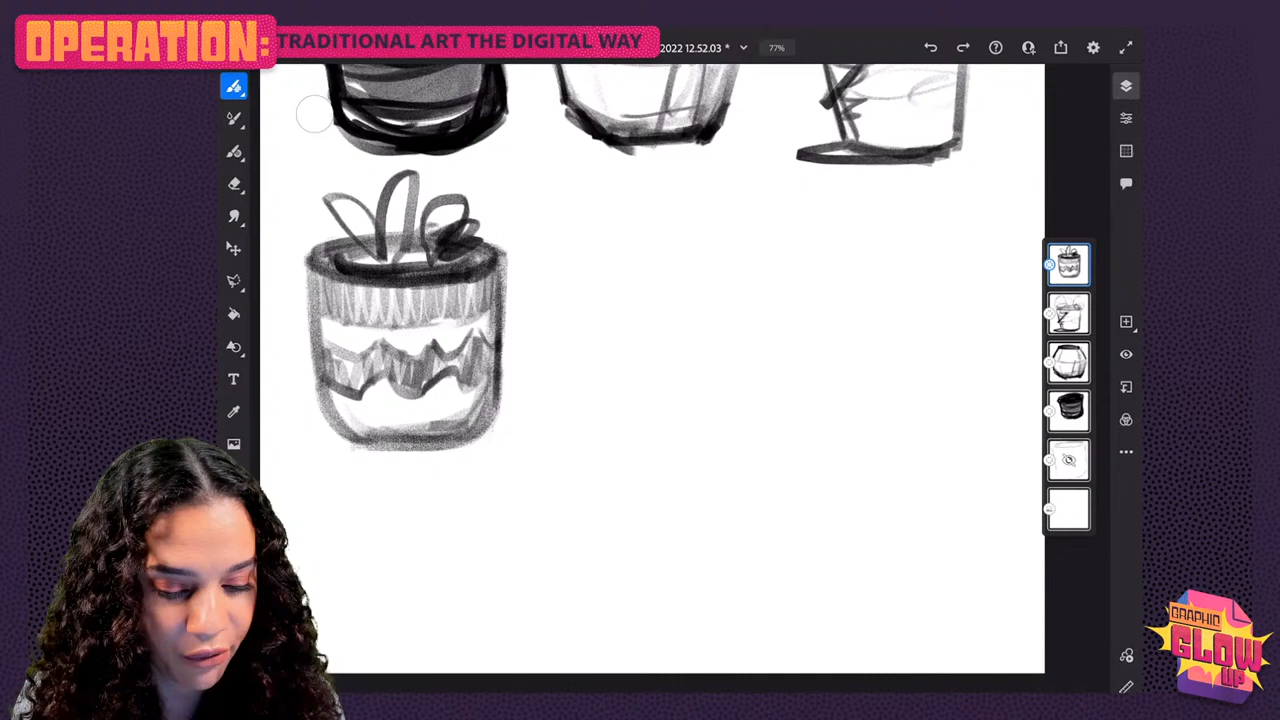 OPERATION:
TRADITIONAL ART THE DIGITAL WAY
2022 12.52.03 *
77%
T
GRAPHIC
GLOW
UP